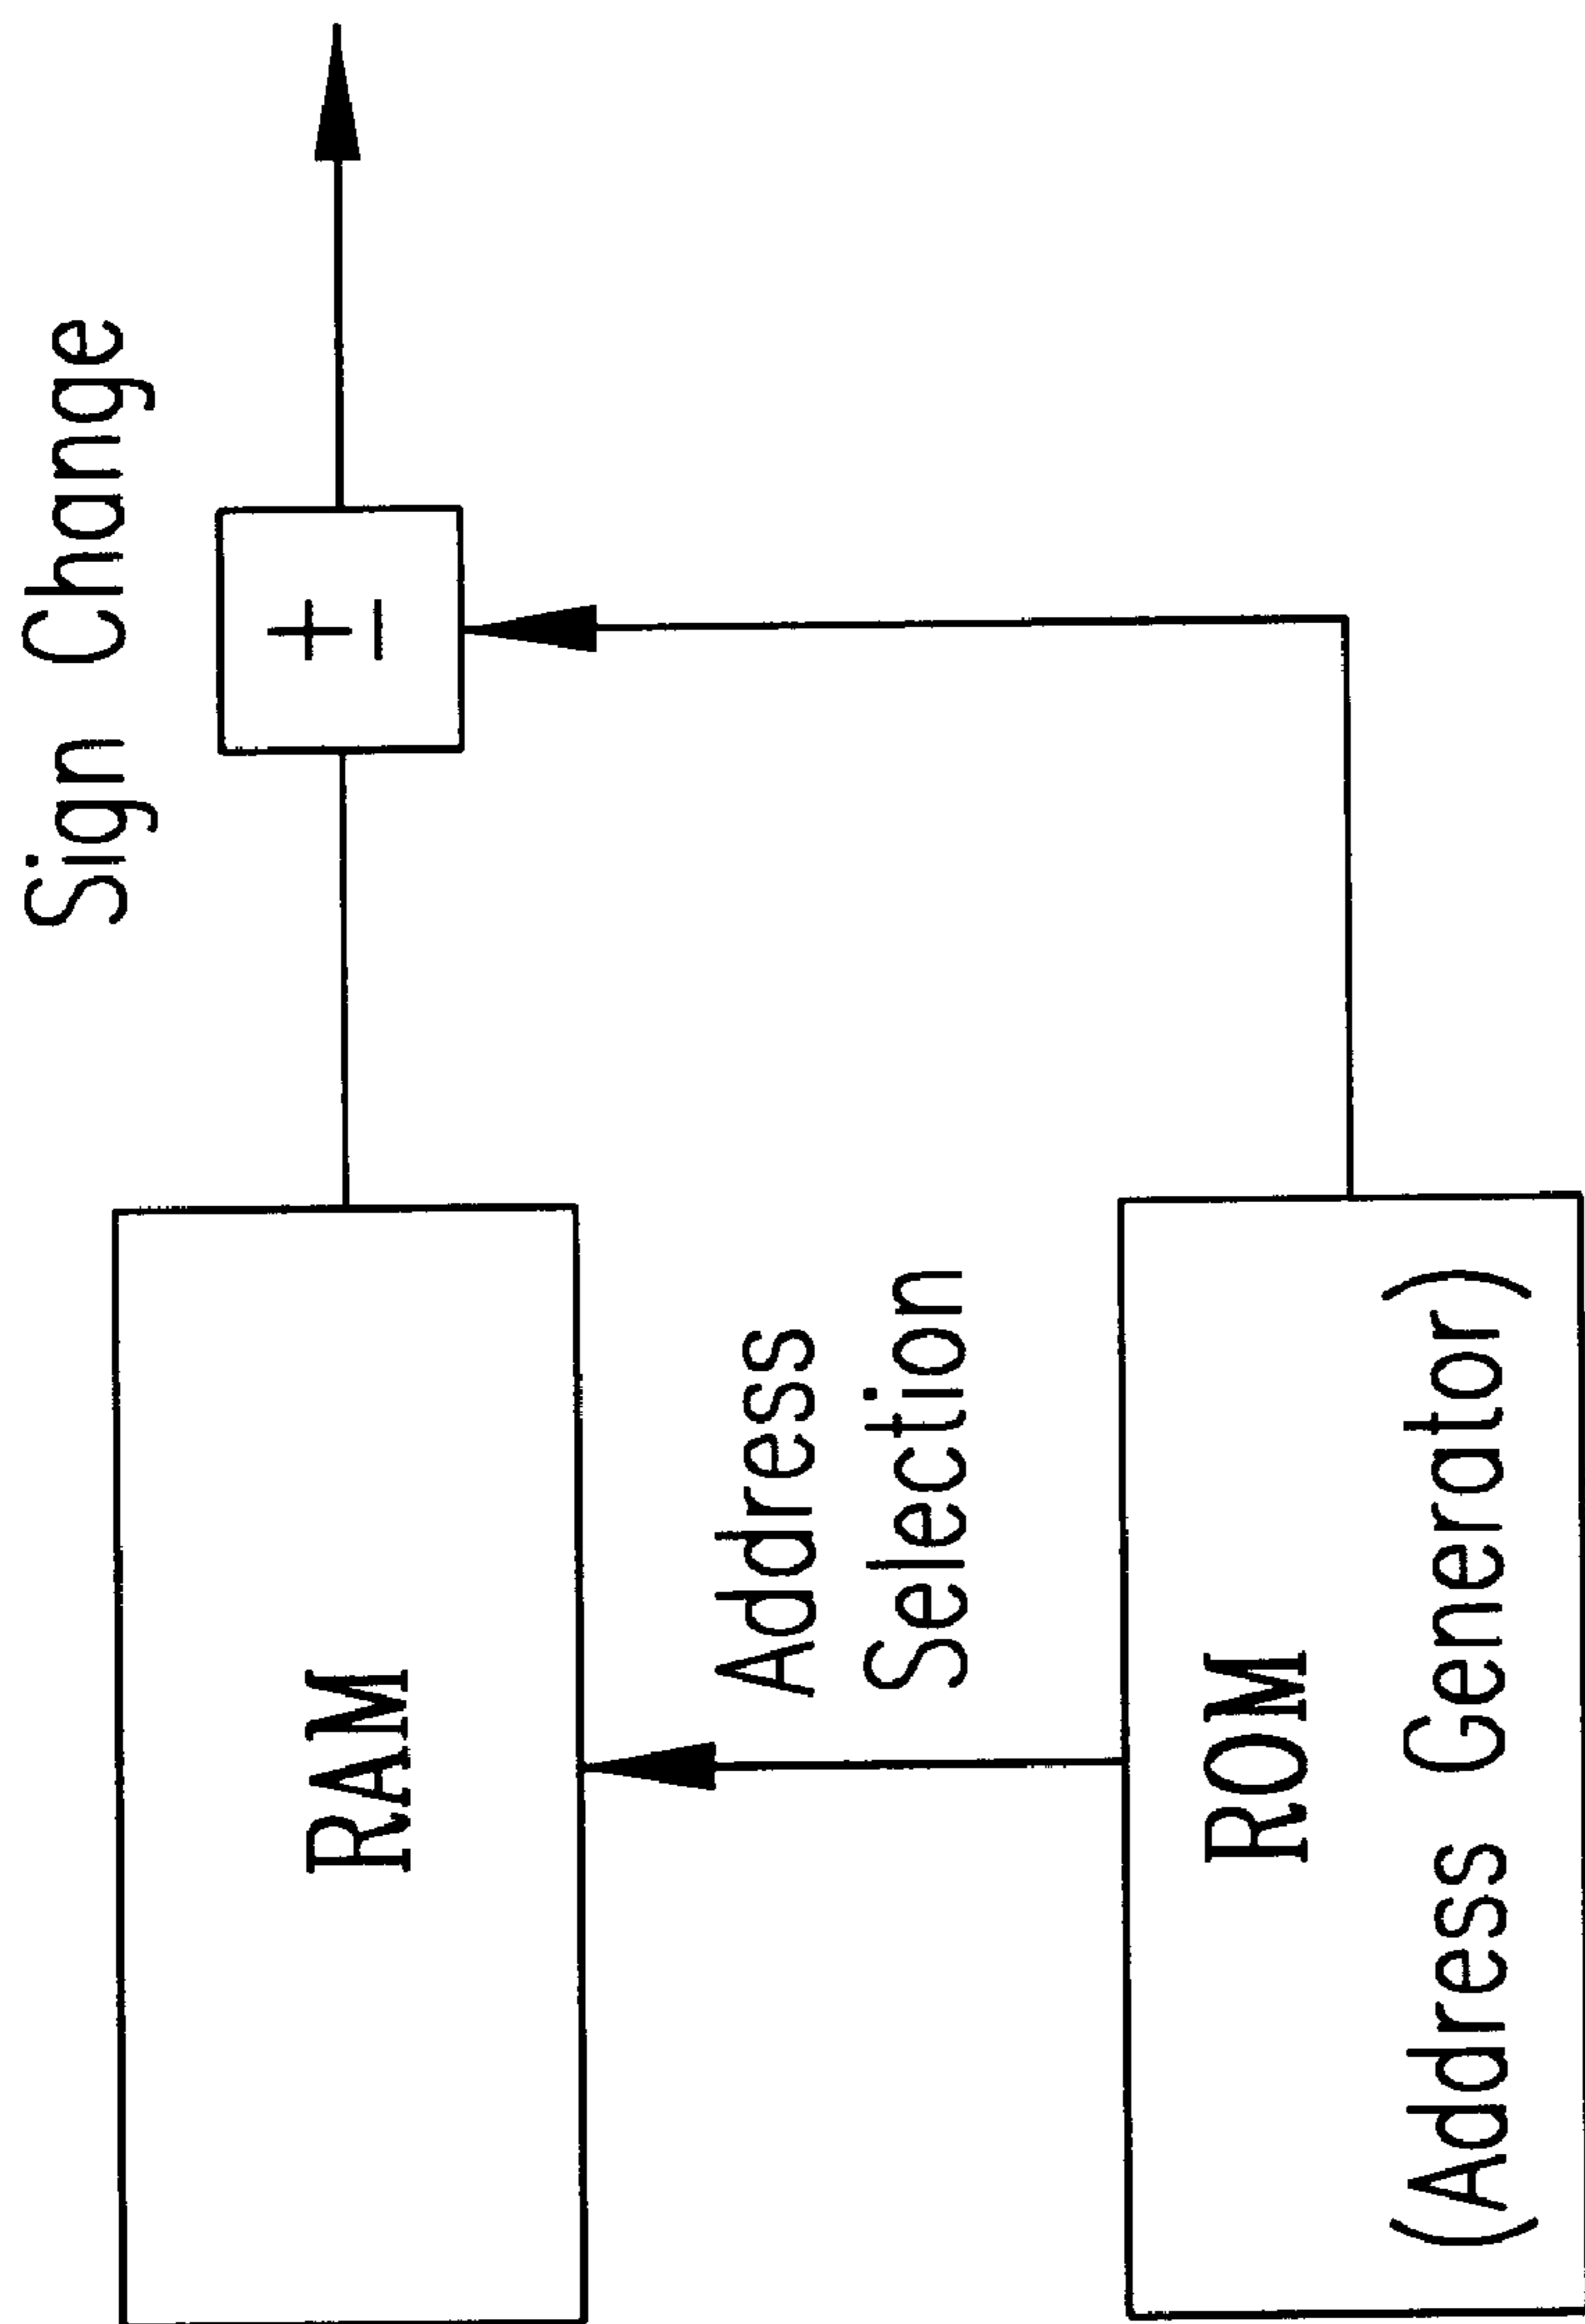 Sign Change
±
RAM
Address
Selection
ROM
(Address Generator)